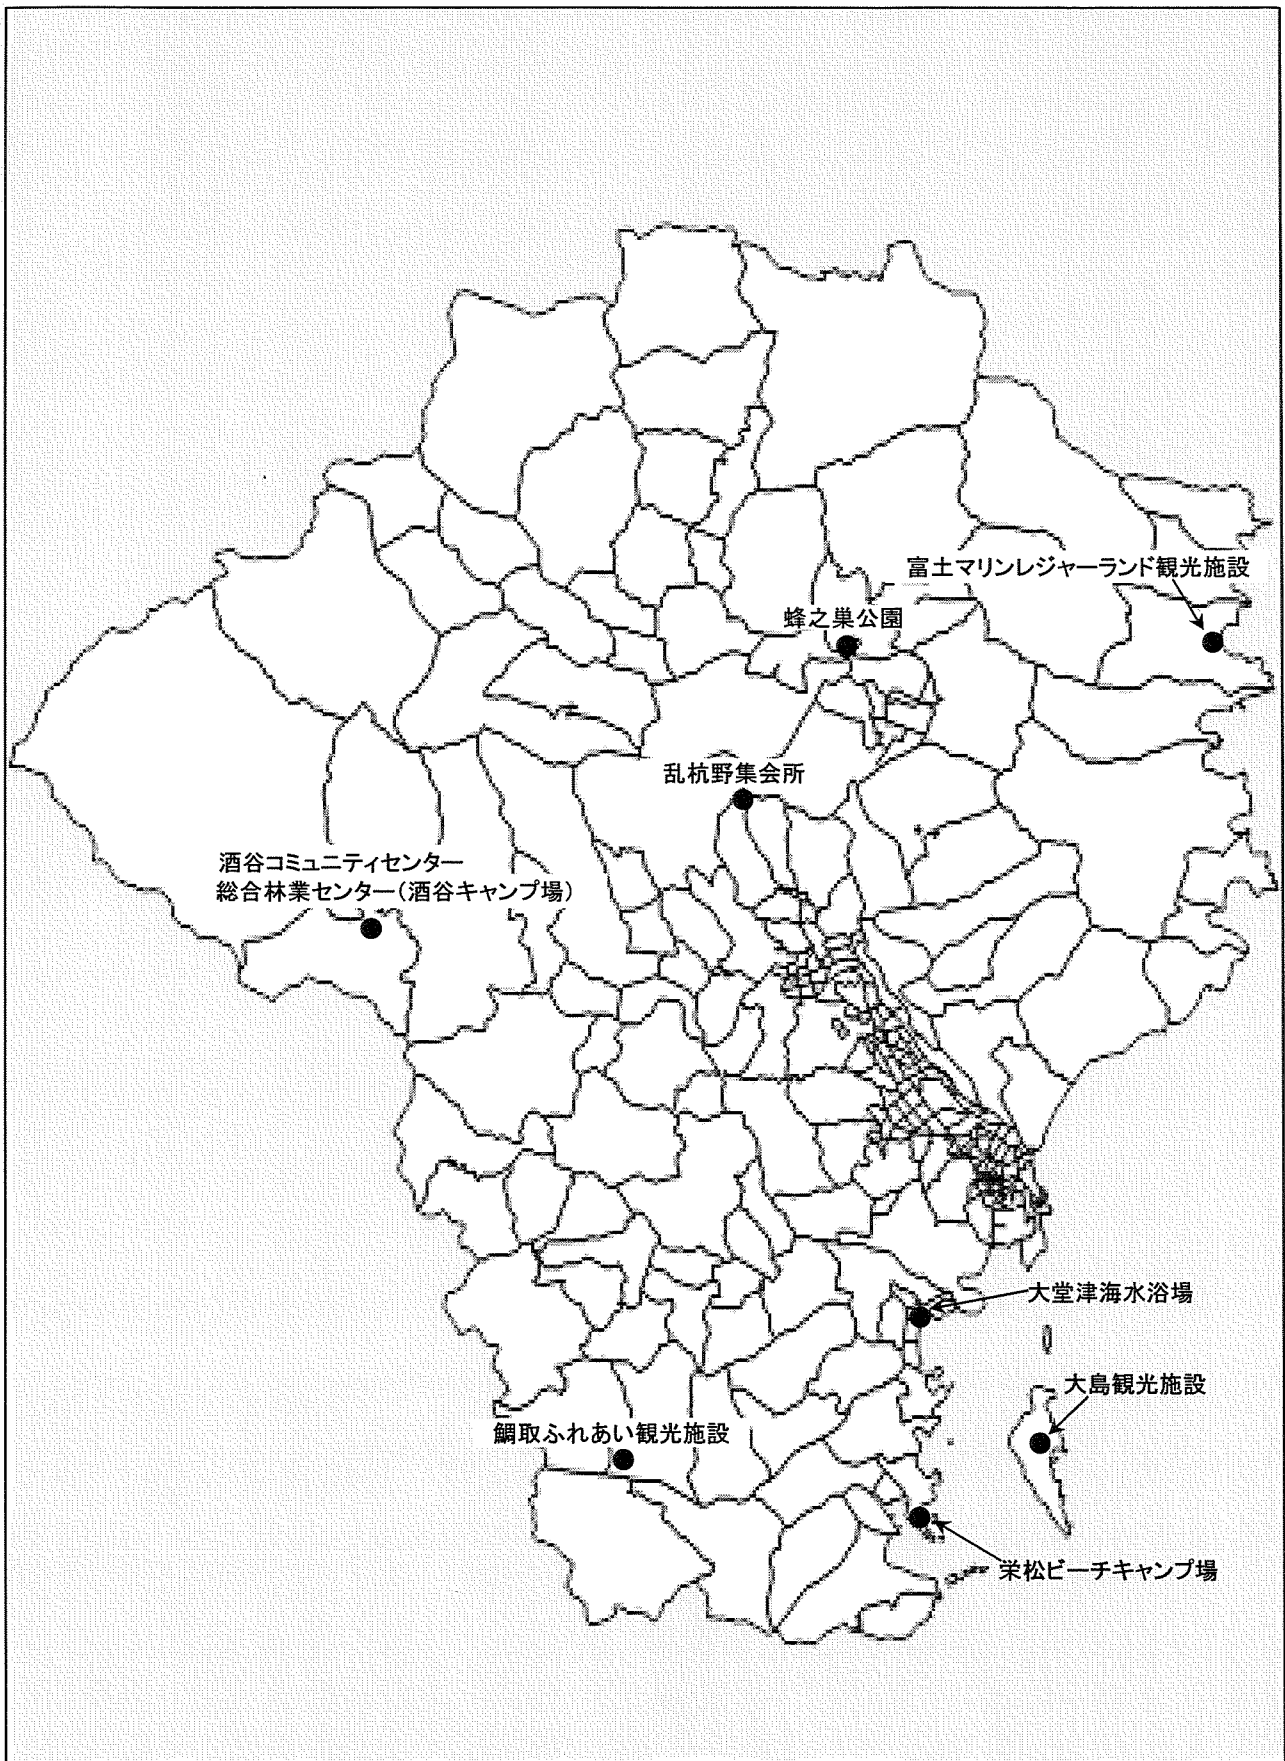 富土マリンレジャーランド観光施設
蜂之巣公園
乱杭野集会所
酒谷コミュニティセンター
総合林業センター(酒谷キャンプ場)
大堂津海水浴場
大島観光施設
鯛取ふれあい観光施設
栄松ビーチキャンプ場